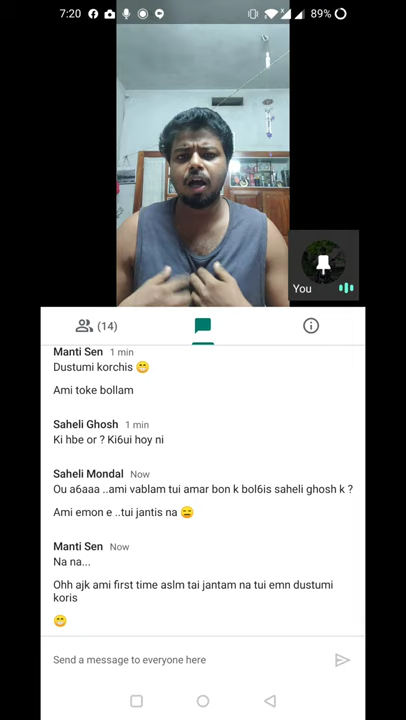 7:20
89%
You
(14)
Manti Sen 1 min
Dustumi korchis 😁
Ami toke bollam
Saheli Ghosh 1 min
Ki hbe or ? Ki6ui hoy ni
Saheli Mondal Now
Ou a6aaa ..ami vablam tui amar bon k bol6is saheli ghosh k ?
Ami emon e ..tui jantis na 😑
Manti Sen Now
Na na...
Ohh ajk ami first time aslm tai jantam na tui emn dustumi
koris
😁
Send a message to everyone here